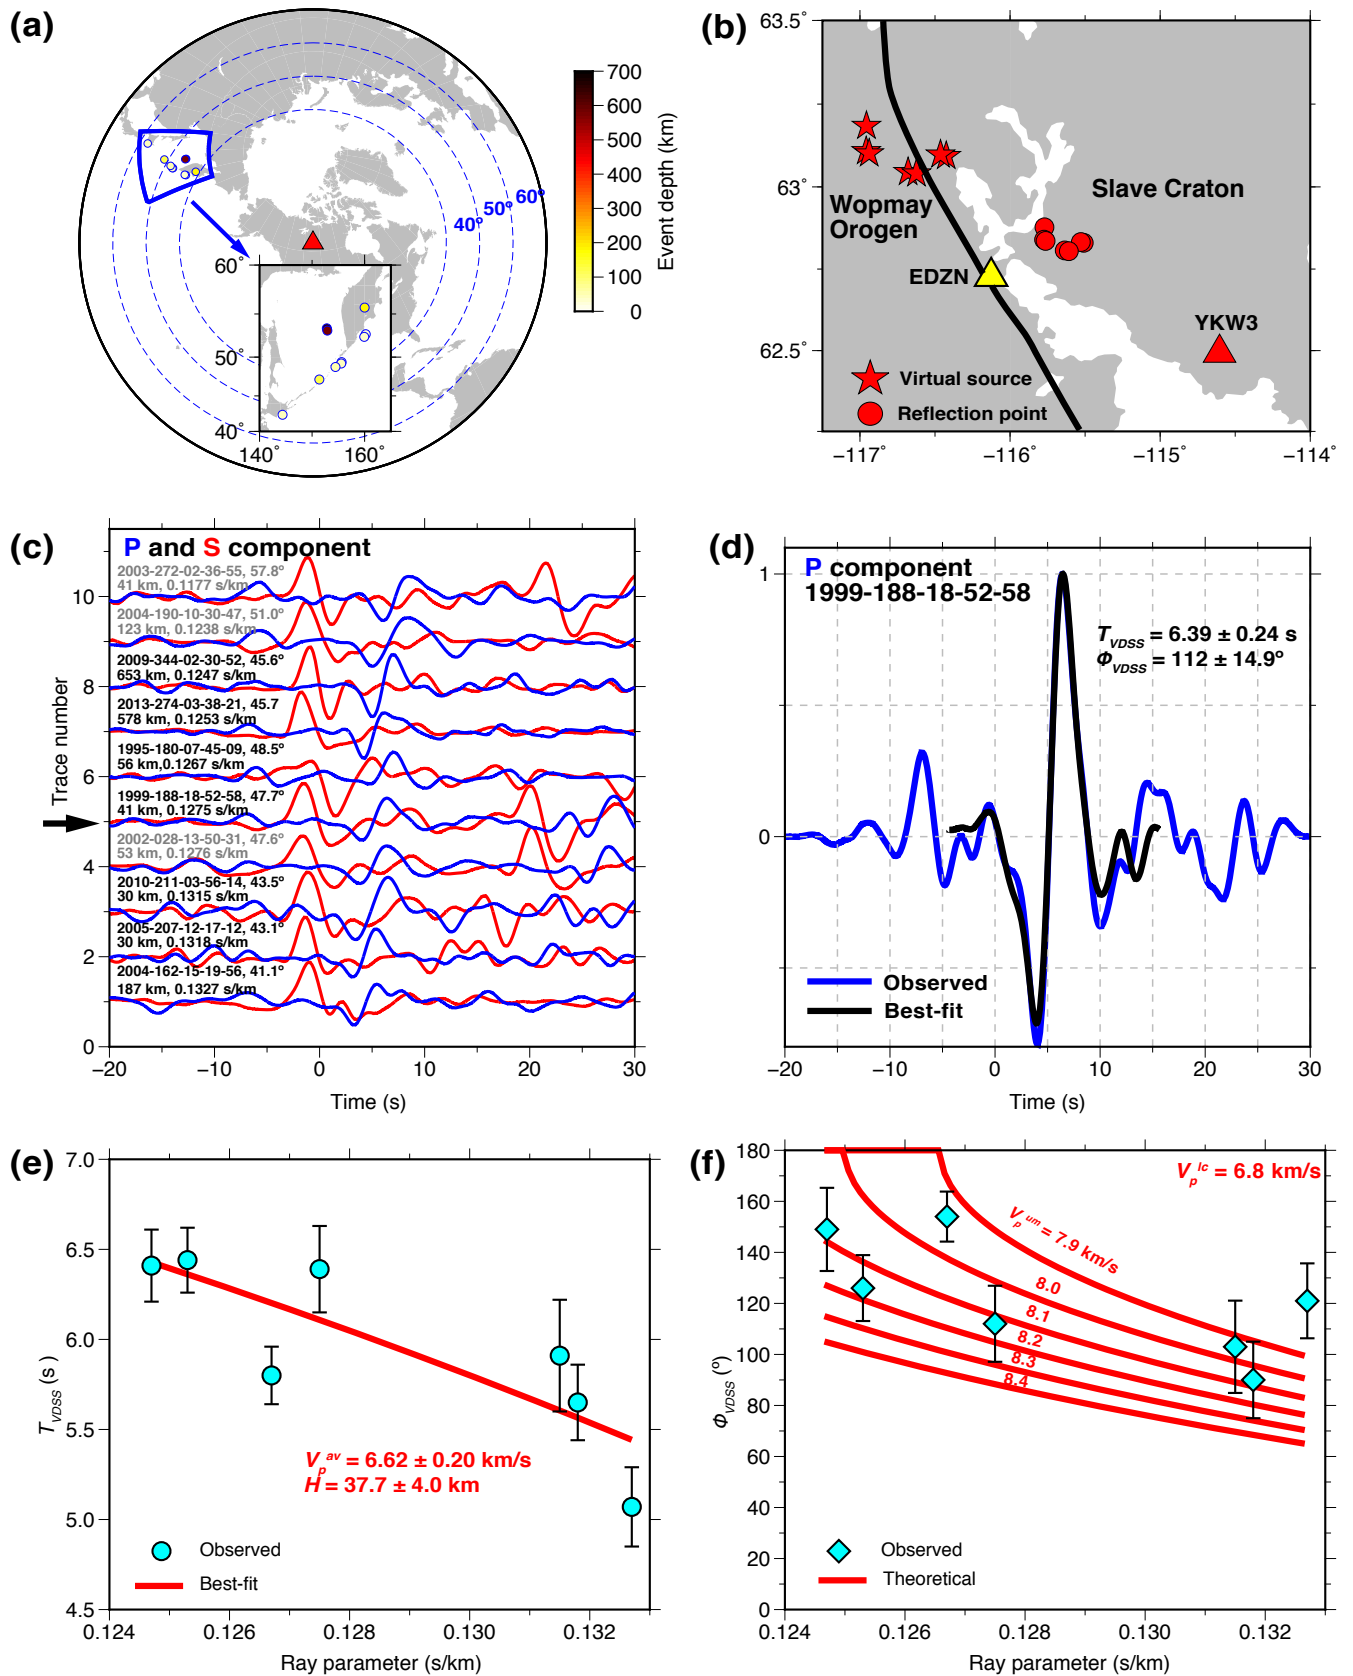 (a)
40° 50° 60°
60°
50°
40°
140° 160°
700
600
500
400
300
200
100
0
Event depth (km)
(b)
63.5˚
63˚
62.5˚
−117˚ −116˚ −115˚ −114˚
Wopmay
Orogen
Slave Craton
EDZN
YKW3
Virtual source
Reflection point
(c)
P and S component
2003-272-02-36-55, 57.8°
41 km, 0.1177 s/km
2004-190-10-30-47, 51.0°
123 km, 0.1238 s/km
2009-344-02-30-52, 45.6°
653 km, 0.1247 s/km
2013-274-03-38-21, 45.7
578 km, 0.1253 s/km
1995-180-07-45-09, 48.5°
56 km,0.1267 s/km
1999-188-18-52-58, 47.7°
41 km, 0.1275 s/km
2002-028-13-50-31, 47.6°
53 km, 0.1276 s/km
2010-211-03-56-14, 43.5°
30 km, 0.1315 s/km
2005-207-12-17-12, 43.1°
30 km, 0.1318 s/km
2004-162-15-19-56, 41.1°
187 km, 0.1327 s/km
10
8
6
4
2
0
Trace number
−20 −10 0 10 20 30
Time (s)
(d)
P component
1999-188-18-52-58
T_VDSS = 6.39 ± 0.24 s
Φ_VDSS = 112 ± 14.9°
1
0
Observed
Best-fit
−20 −10 0 10 20 30
Time (s)
(e)
7.0
6.5
6.0
5.5
5.0
4.5
T_VDSS (s)
V_p^av = 6.62 ± 0.20 km/s
H = 37.7 ± 4.0 km
Observed
Best-fit
0.124 0.126 0.128 0.130 0.132
Ray parameter (s/km)
(f)
180
160
140
120
100
80
60
40
20
0
Φ_VDSS (°)
V_p^lc = 6.8 km/s
V_p^um = 7.9 km/s
8.0
8.1
8.2
8.3
8.4
Observed
Theoretical
0.124 0.126 0.128 0.130 0.132
Ray parameter (s/km)